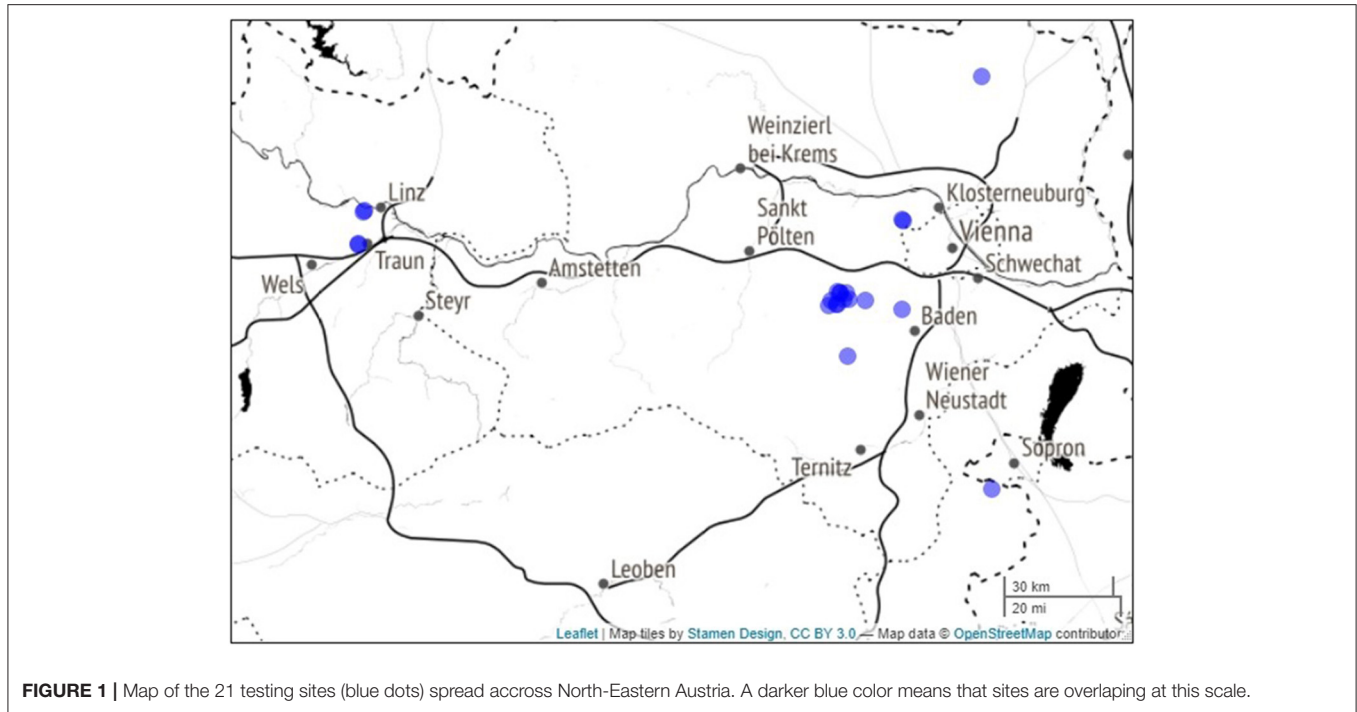 Weinzierl
bei-Krems
Linz
Klosterneuburg
Sankt
Pölten
Vienna
Traun
Schwechat
Wels
Amstetten
Steyr
Baden
Wiener
Neustadt
Sopron
Ternitz
Leoben
30 km
20 mi
Leaflet | Map tiles by Stamen Design, CC BY 3.0 — Map data © OpenStreetMap contributor
FIGURE 1 | Map of the 21 testing sites (blue dots) spread accross North-Eastern Austria. A darker blue color means that sites are overlaping at this scale.